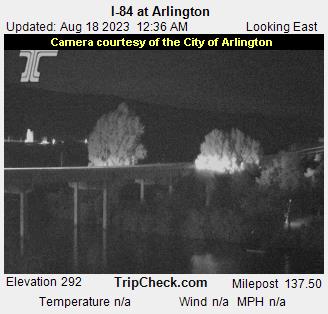 I-84 at Arlington
Updated: Aug 18 2023 12:36 AM Looking East
Camera courtesy of the City of Arlington
Elevation 292 TripCheck.com Milepost 137.50
Temperature n/a Wind n/a MPH n/a